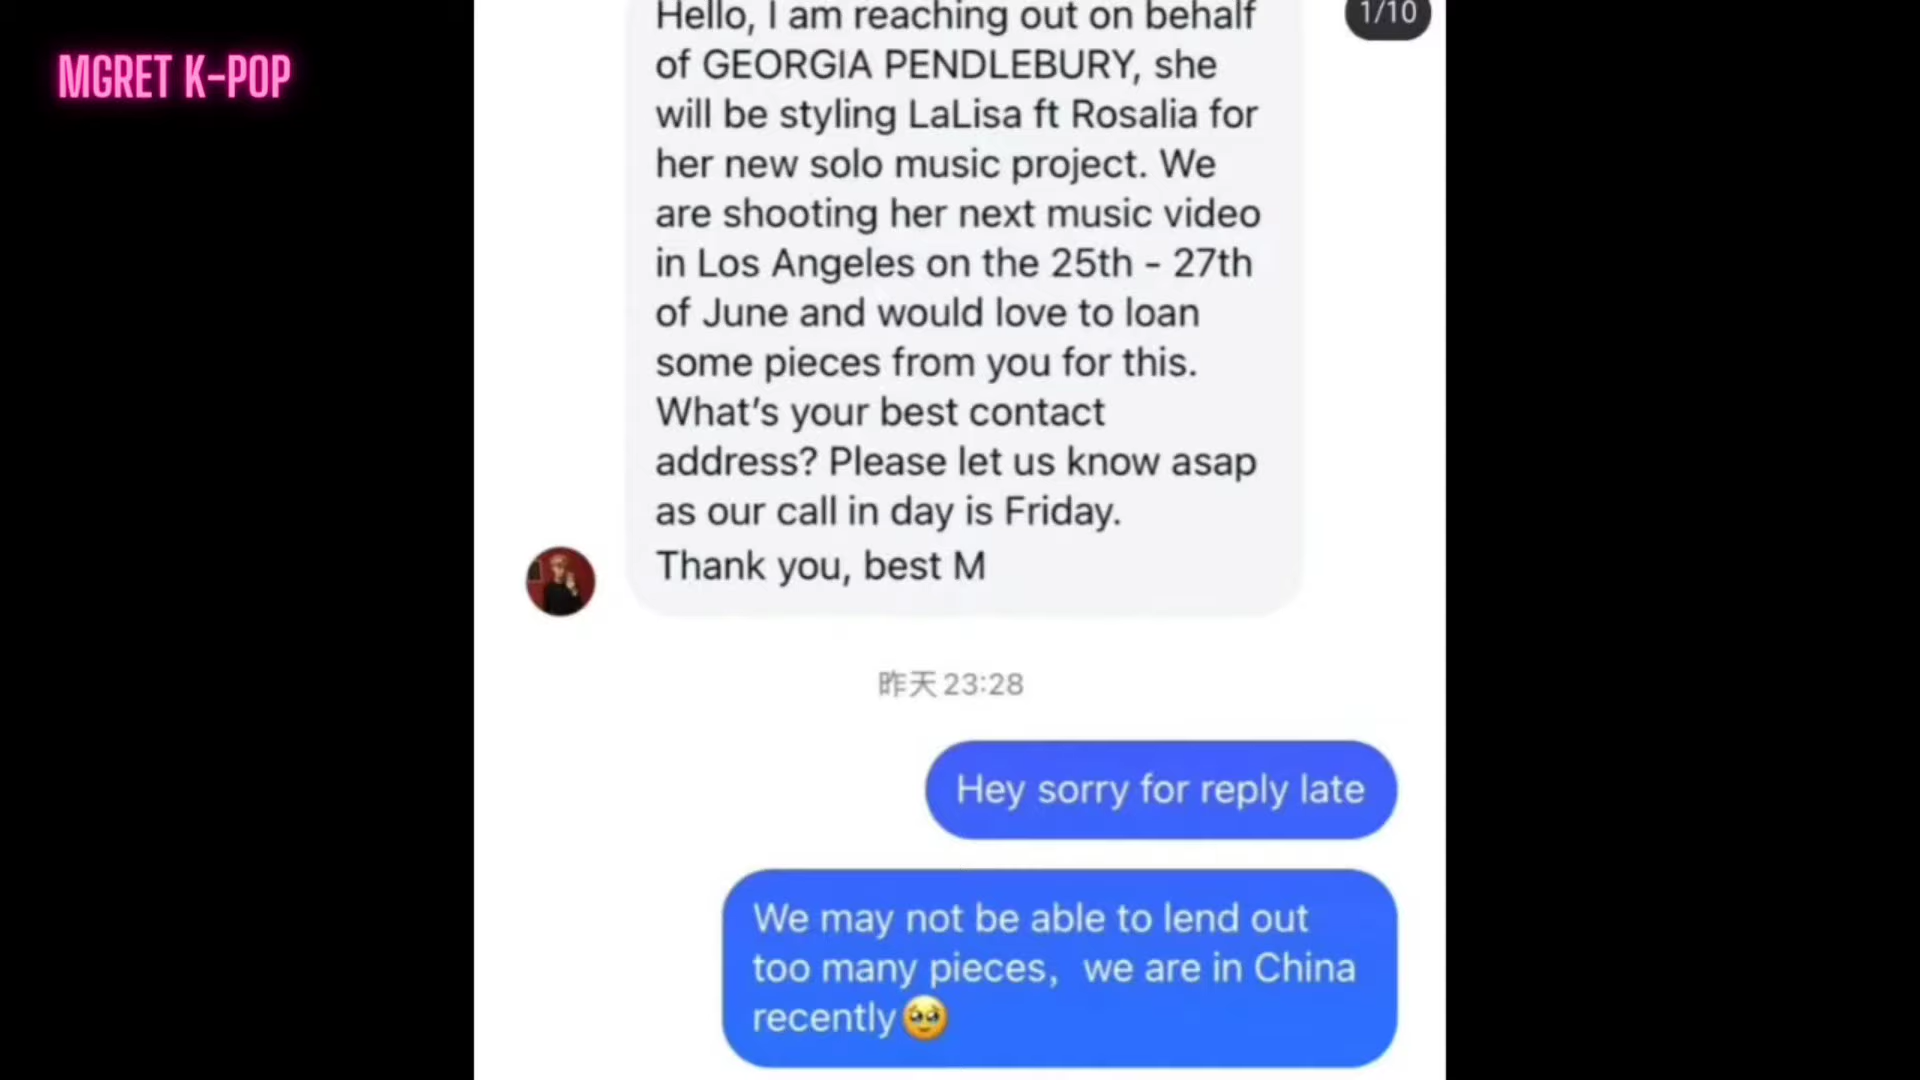 MGRET K-POP
1/10
Hello, I am reaching out on behalf
of GEORGIA PENDLEBURY, she
will be styling LaLisa ft Rosalia for
her new solo music project. We
are shooting her next music video
in Los Angeles on the 25th - 27th
of June and would love to loan
some pieces from you for this.
What's your best contact
address? Please let us know asap
as our call in day is Friday.
Thank you, best M
昨天 23:28
Hey sorry for reply late
We may not be able to lend out
too many pieces，we are in China
recently🥹